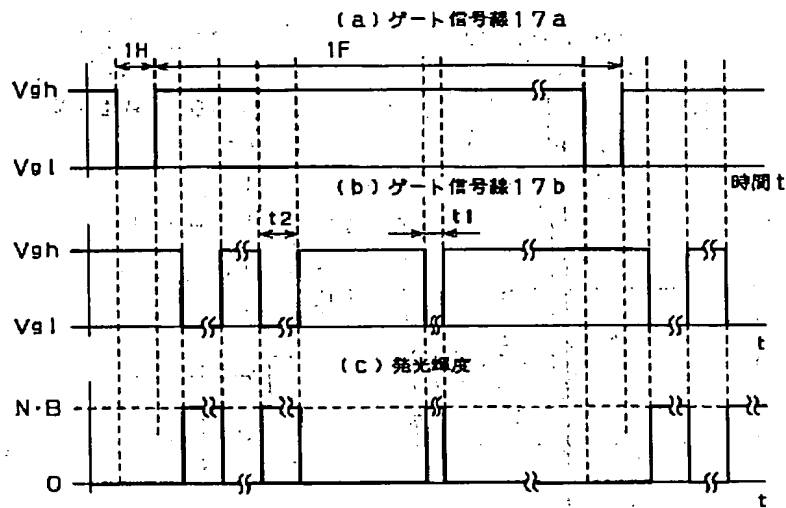 (a)ゲート信号線17a
1H
1F
Vgh
Vgl
時間t
(b)ゲート信号線17b
t2
t1
Vgh
Vgl
t
(c)発光輝度
N・B
0
t